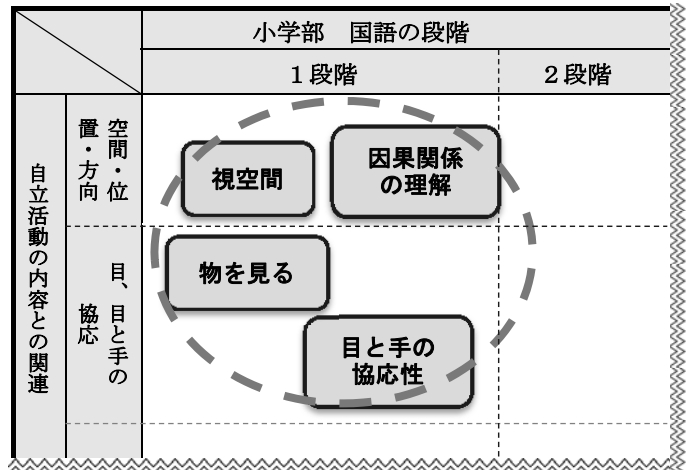 小学部　国語の段階
１段階
２段階
自立活動の内容との関連
空間・位
置・方向
視空間
因果関係
の理解
目、目と手の
協応
物を見る
目と手の
協応性